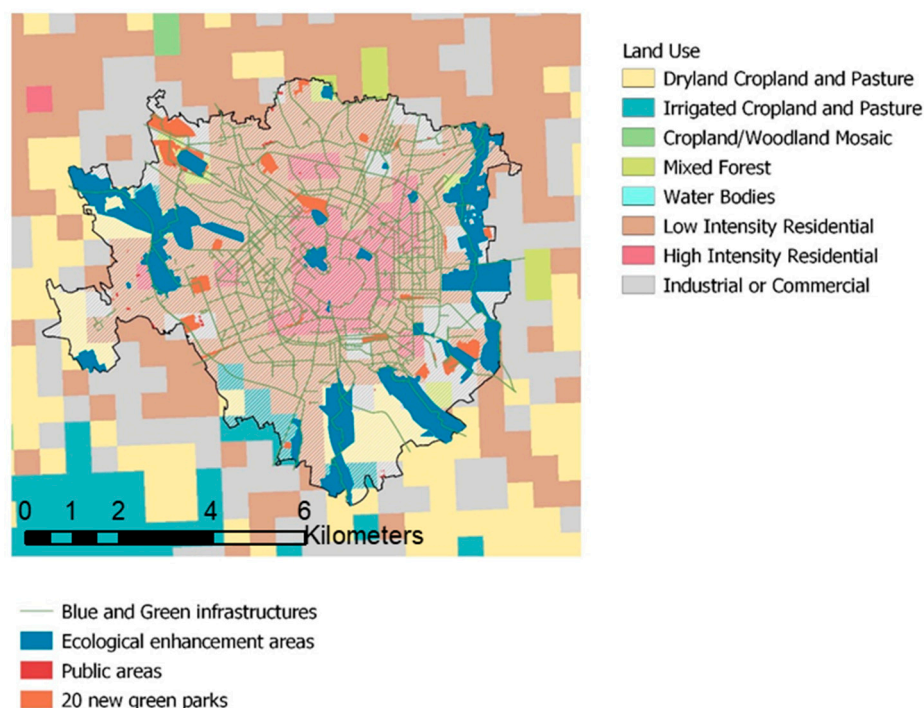 Land Use
Dryland Cropland and Pasture
Irrigated Cropland and Pasture
Cropland/Woodland Mosaic
Mixed Forest
Water Bodies
Low Intensity Residential
High Intensity Residential
Industrial or Commercial
0 1 2 4 6
Kilometers
Blue and Green infrastructures
Ecological enhancement areas
Public areas
20 new green parks